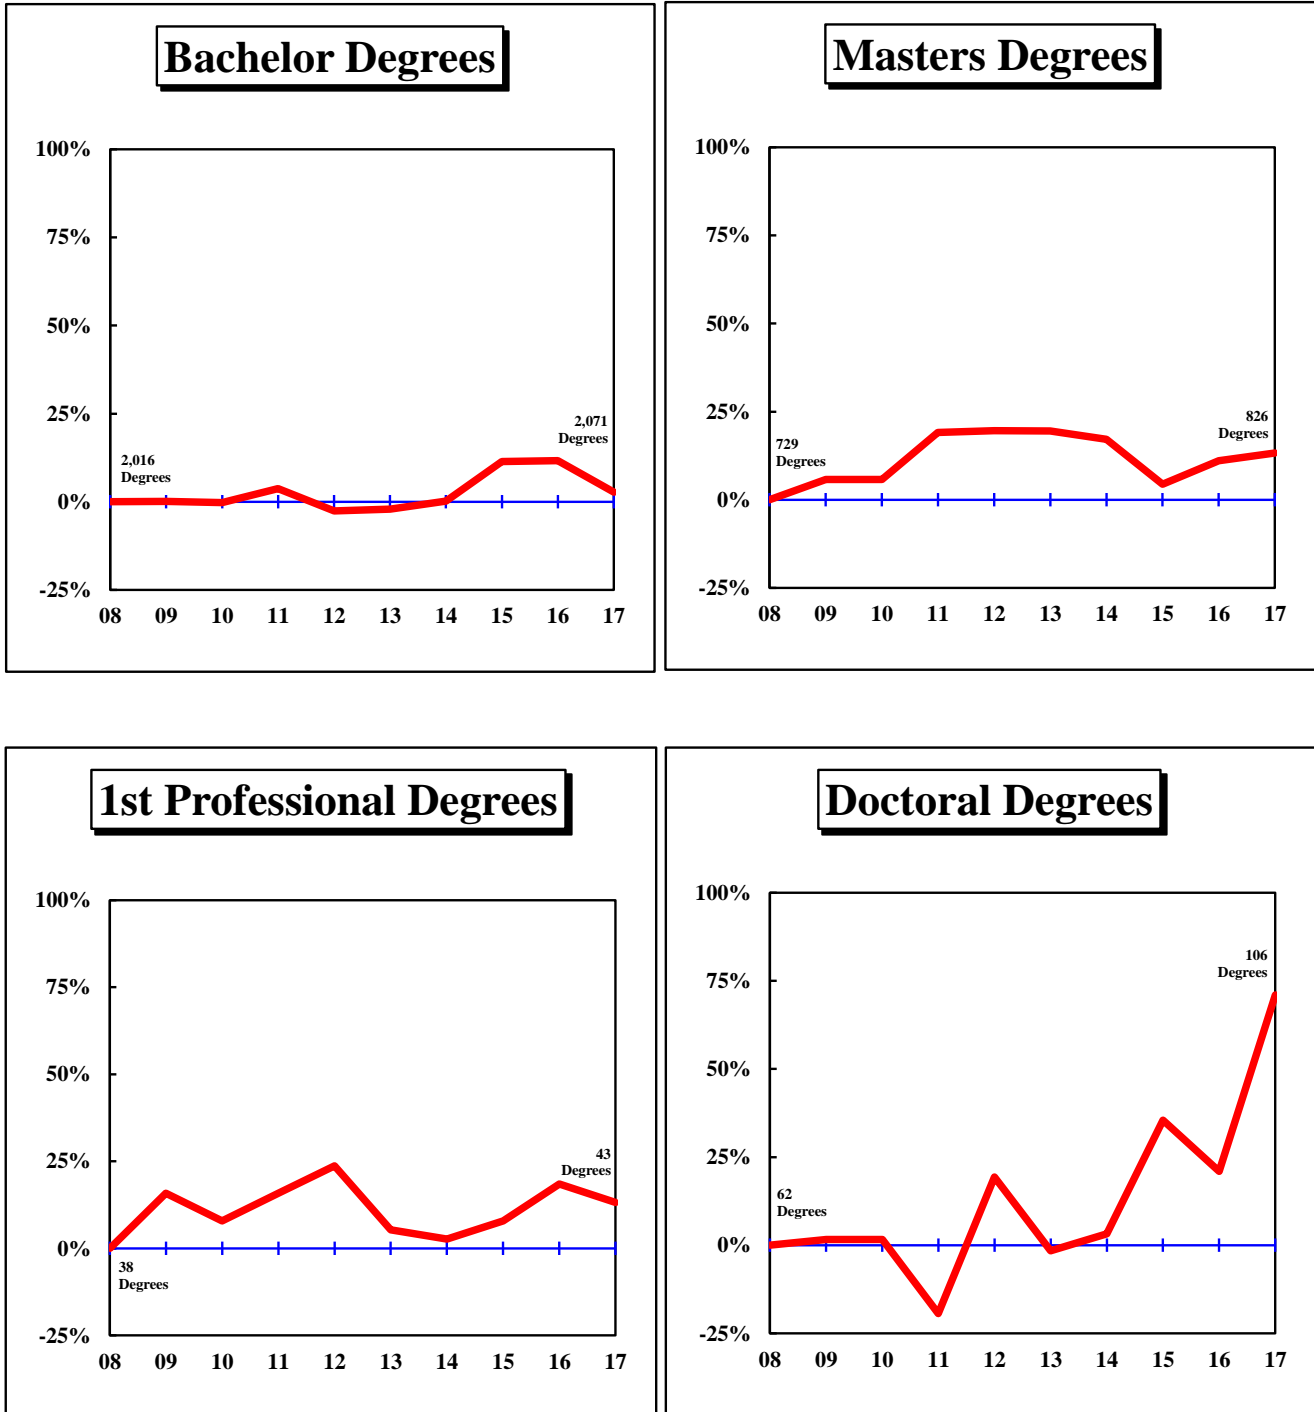 Bachelor Degrees
100%
75%
50%
25%
0%
-25%
2,016
Degrees
2,071
Degrees
08 09 10 11 12 13 14 15 16 17
Masters Degrees
100%
75%
50%
25%
0%
-25%
729
Degrees
826
Degrees
08 09 10 11 12 13 14 15 16 17
1st Professional Degrees
100%
75%
50%
25%
0%
-25%
38
Degrees
43
Degrees
08 09 10 11 12 13 14 15 16 17
Doctoral Degrees
100%
75%
50%
25%
0%
-25%
62
Degrees
106
Degrees
08 09 10 11 12 13 14 15 16 17